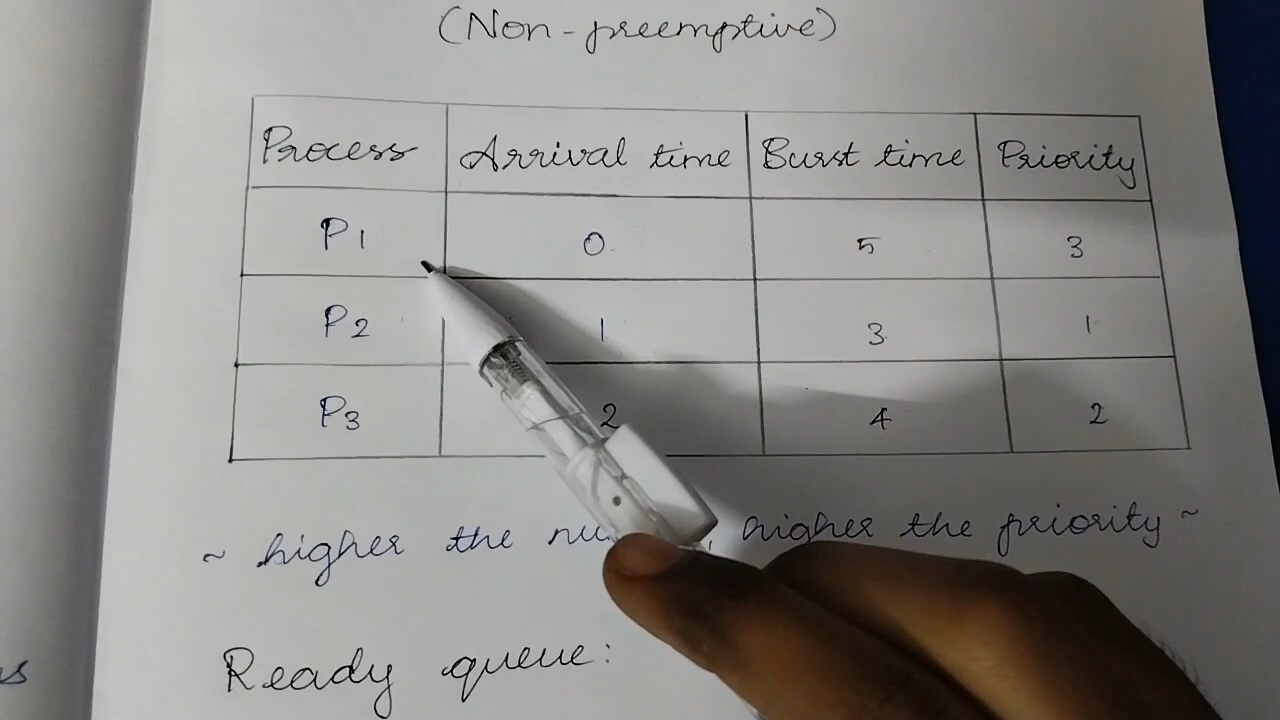 (Non-preemptive)
Process Arrival time Burst time Priority
P1 0 5 3
P2 1 3 1
P3 2 4 2
~ higher the , higher the priority ~
Ready queue: